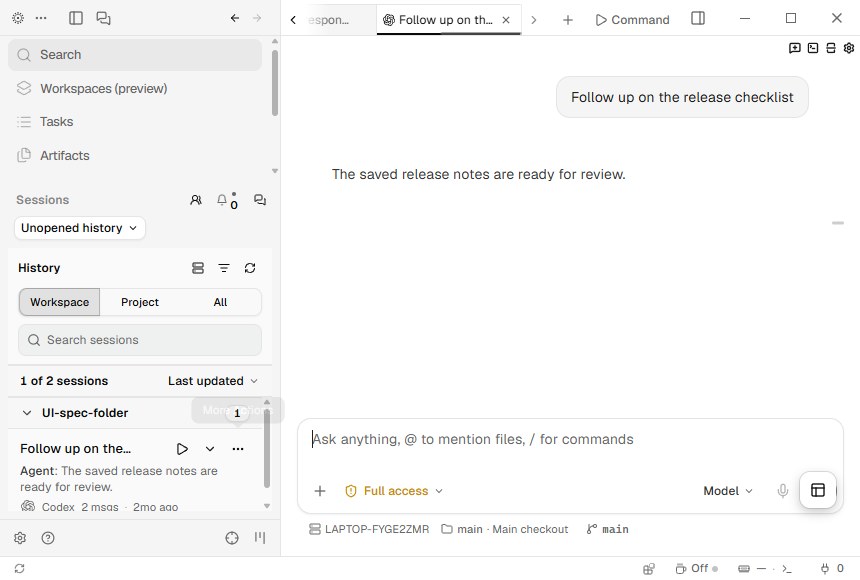 espon...
Follow up on th...
Command
Search
Workspaces (preview)
Tasks
Artifacts
Sessions
0
Unopened history
History
Workspace
Project
All
Search sessions
1 of 2 sessions
Last updated
UI-spec-folder
1
Follow up on the...
Agent: The saved release notes are
ready for review.
Codex 2 msgs · 2mo ago
Follow up on the release checklist
The saved release notes are ready for review.
Ask anything, @ to mention files, / for commands
Full access
Model
LAPTOP-FYGE2ZMR
main · Main checkout
main
Off
0